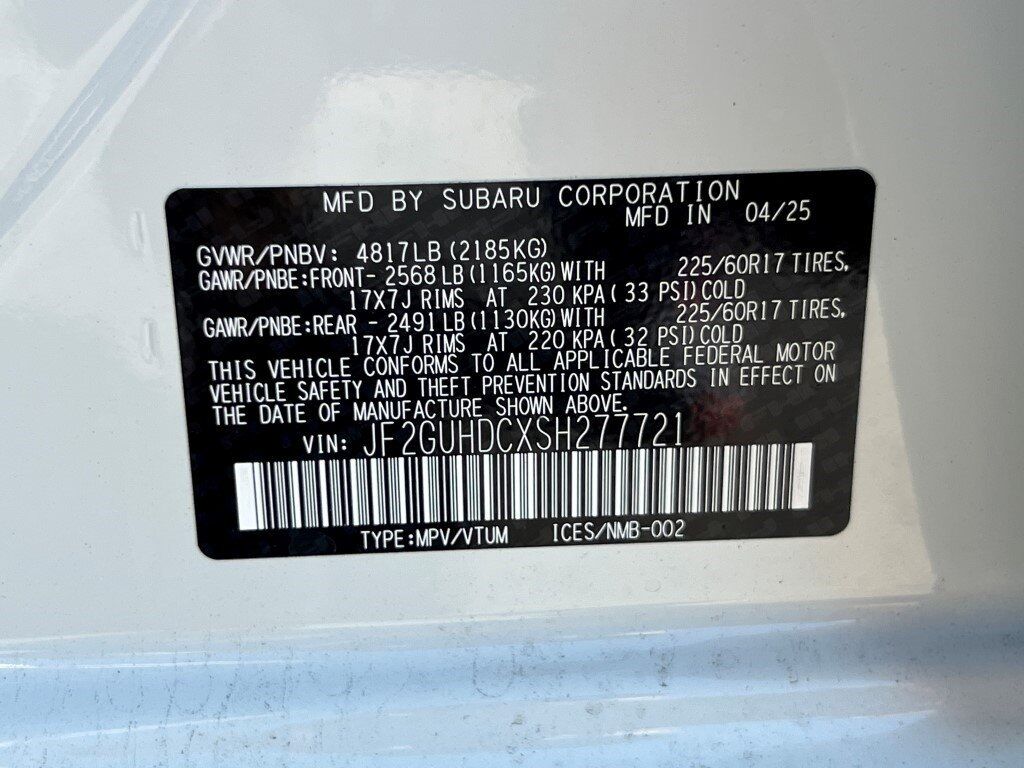 MFD BY SUBARU CORPORATION
MFD IN 04/25
GVWR/PNBV: 4817LB (2185KG)
GAWR/PNBE:FRONT- 2568 LB (1165KG) WITH 225/60R17 TIRES,
17X7J RIMS AT 230 KPA ( 33 PSI) COLD
GAWR/PNBE:REAR - 2491 LB (1130KG) WITH 225/60R17 TIRES,
17X7J RIMS AT 220 KPA ( 32 PSI) COLD
THIS VEHICLE CONFORMS TO ALL APPLICABLE FEDERAL MOTOR
VEHICLE SAFETY AND THEFT PREVENTION STANDARDS IN EFFECT ON
THE DATE OF MANUFACTURE SHOWN ABOVE.
VIN: JF2GUHDCXSH277721
TYPE:MPV/VTUM ICES/NMB-002